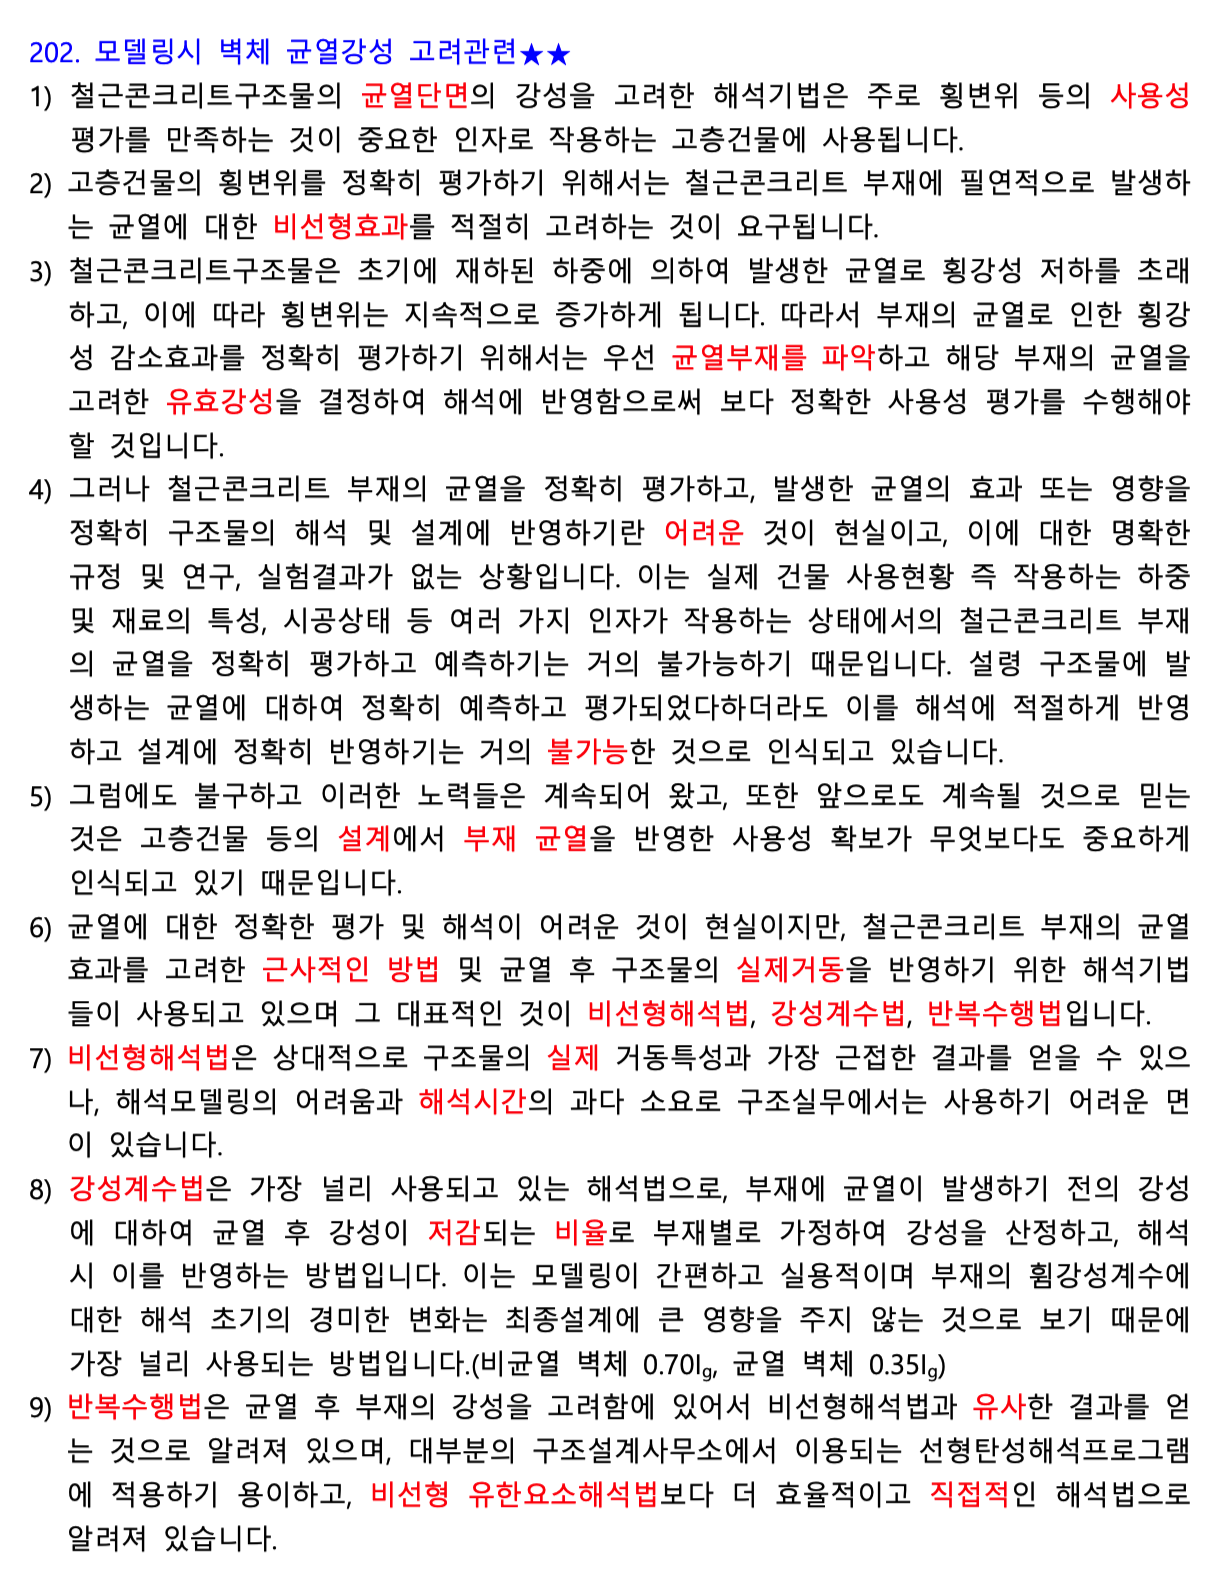 202. 모델링시 벽체 균열강성 고려관련★★
1) 철근콘크리트구조물의 균열단면의 강성을 고려한 해석기법은 주로 횡변위 등의 사용성
평가를 만족하는 것이 중요한 인자로 작용하는 고층건물에 사용됩니다.
2) 고층건물의 횡변위를 정확히 평가하기 위해서는 철근콘크리트 부재에 필연적으로 발생하
는 균열에 대한 비선형효과를 적절히 고려하는 것이 요구됩니다.
3) 철근콘크리트구조물은 초기에 재하된 하중에 의하여 발생한 균열로 횡강성 저하를 초래
하고, 이에 따라 횡변위는 지속적으로 증가하게 됩니다. 따라서 부재의 균열로 인한 횡강
성 감소효과를 정확히 평가하기 위해서는 우선 균열부재를 파악하고 해당 부재의 균열을
고려한 유효강성을 결정하여 해석에 반영함으로써 보다 정확한 사용성 평가를 수행해야
할 것입니다.
4) 그러나 철근콘크리트 부재의 균열을 정확히 평가하고, 발생한 균열의 효과 또는 영향을
정확히 구조물의 해석 및 설계에 반영하기란 어려운 것이 현실이고, 이에 대한 명확한
규정 및 연구, 실험결과가 없는 상황입니다. 이는 실제 건물 사용현황 즉 작용하는 하중
및 재료의 특성, 시공상태 등 여러 가지 인자가 작용하는 상태에서의 철근콘크리트 부재
의 균열을 정확히 평가하고 예측하기는 거의 불가능하기 때문입니다. 설령 구조물에 발
생하는 균열에 대하여 정확히 예측하고 평가되었다하더라도 이를 해석에 적절하게 반영
하고 설계에 정확히 반영하기는 거의 불가능한 것으로 인식되고 있습니다.
5) 그럼에도 불구하고 이러한 노력들은 계속되어 왔고, 또한 앞으로도 계속될 것으로 믿는
것은 고층건물 등의 설계에서 부재 균열을 반영한 사용성 확보가 무엇보다도 중요하게
인식되고 있기 때문입니다.
6) 균열에 대한 정확한 평가 및 해석이 어려운 것이 현실이지만, 철근콘크리트 부재의 균열
효과를 고려한 근사적인 방법 및 균열 후 구조물의 실제거동을 반영하기 위한 해석기법
들이 사용되고 있으며 그 대표적인 것이 비선형해석법, 강성계수법, 반복수행법입니다.
7) 비선형해석법은 상대적으로 구조물의 실제 거동특성과 가장 근접한 결과를 얻을 수 있으
나, 해석모델링의 어려움과 해석시간의 과다 소요로 구조실무에서는 사용하기 어려운 면
이 있습니다.
8) 강성계수법은 가장 널리 사용되고 있는 해석법으로, 부재에 균열이 발생하기 전의 강성
에 대하여 균열 후 강성이 저감되는 비율로 부재별로 가정하여 강성을 산정하고, 해석
시 이를 반영하는 방법입니다. 이는 모델링이 간편하고 실용적이며 부재의 휨강성계수에
대한 해석 초기의 경미한 변화는 최종설계에 큰 영향을 주지 않는 것으로 보기 때문에
가장 널리 사용되는 방법입니다.(비균열 벽체 0.70Ig, 균열 벽체 0.35Ig)
9) 반복수행법은 균열 후 부재의 강성을 고려함에 있어서 비선형해석법과 유사한 결과를 얻
는 것으로 알려져 있으며, 대부분의 구조설계사무소에서 이용되는 선형탄성해석프로그램
에 적용하기 용이하고, 비선형 유한요소해석법보다 더 효율적이고 직접적인 해석법으로
알려져 있습니다.